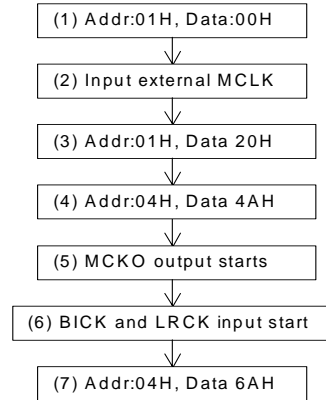 (1) Addr:01H, Data:00H
(2) Input external MCLK
(3) Addr:01H, Data 20H
(4) Addr:04H, Data 4AH
(5) MCKO output starts
(6) BICK and LRCK input start
(7) Addr:04H, Data 6AH